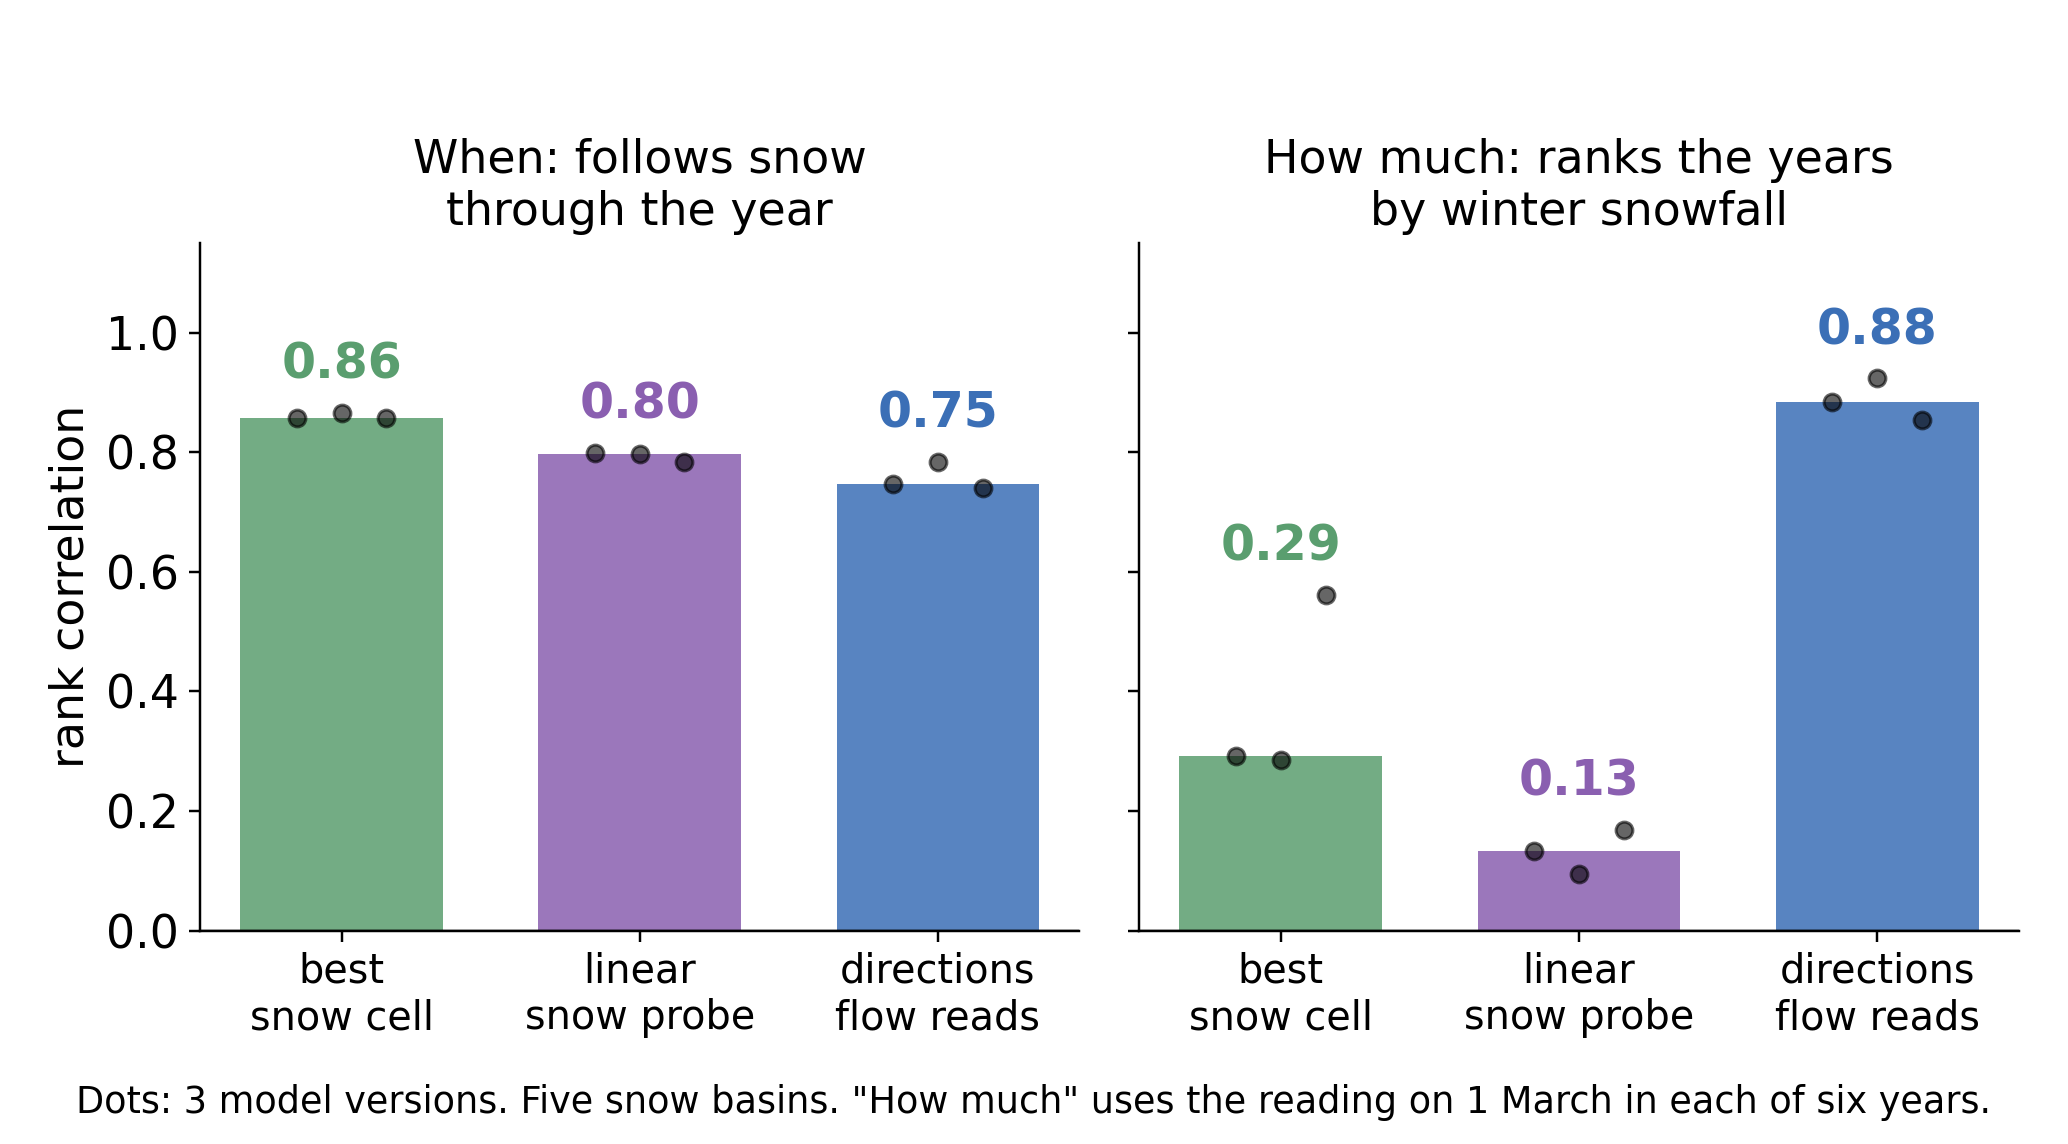 When: follows snow
through the year
How much: ranks the years
by winter snowfall
rank correlation
1.0
0.8
0.6
0.4
0.2
0.0
0.86
0.80
0.75
0.29
0.13
0.88
best
snow cell
linear
snow probe
directions
flow reads
best
snow cell
linear
snow probe
directions
flow reads
Dots: 3 model versions. Five snow basins. "How much" uses the reading on 1 March in each of six years.